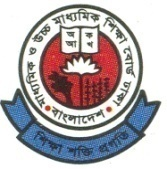 মাধ্যমিক ও উচ্চ মাধ্যমিক শিক্ষা বোর্ড ঢাকা
অ আ
ক খ
বাংলাদেশ
শিক্ষা শক্তি প্রগতি